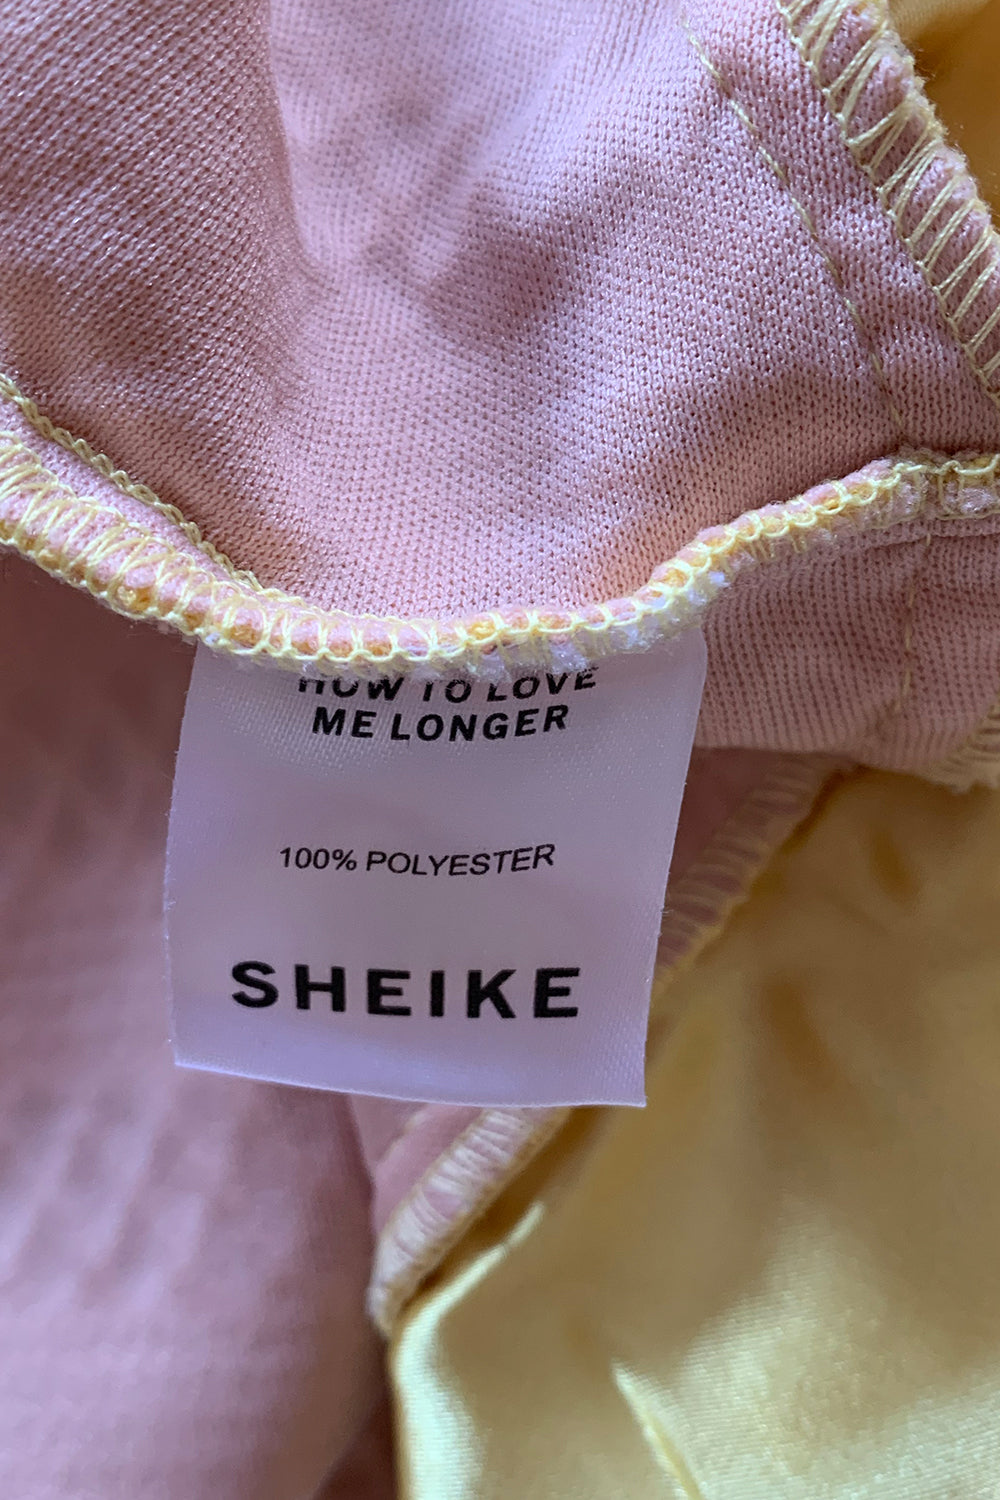 HOW TO LOVE
ME LONGER
100% POLYESTER
SHEIKE